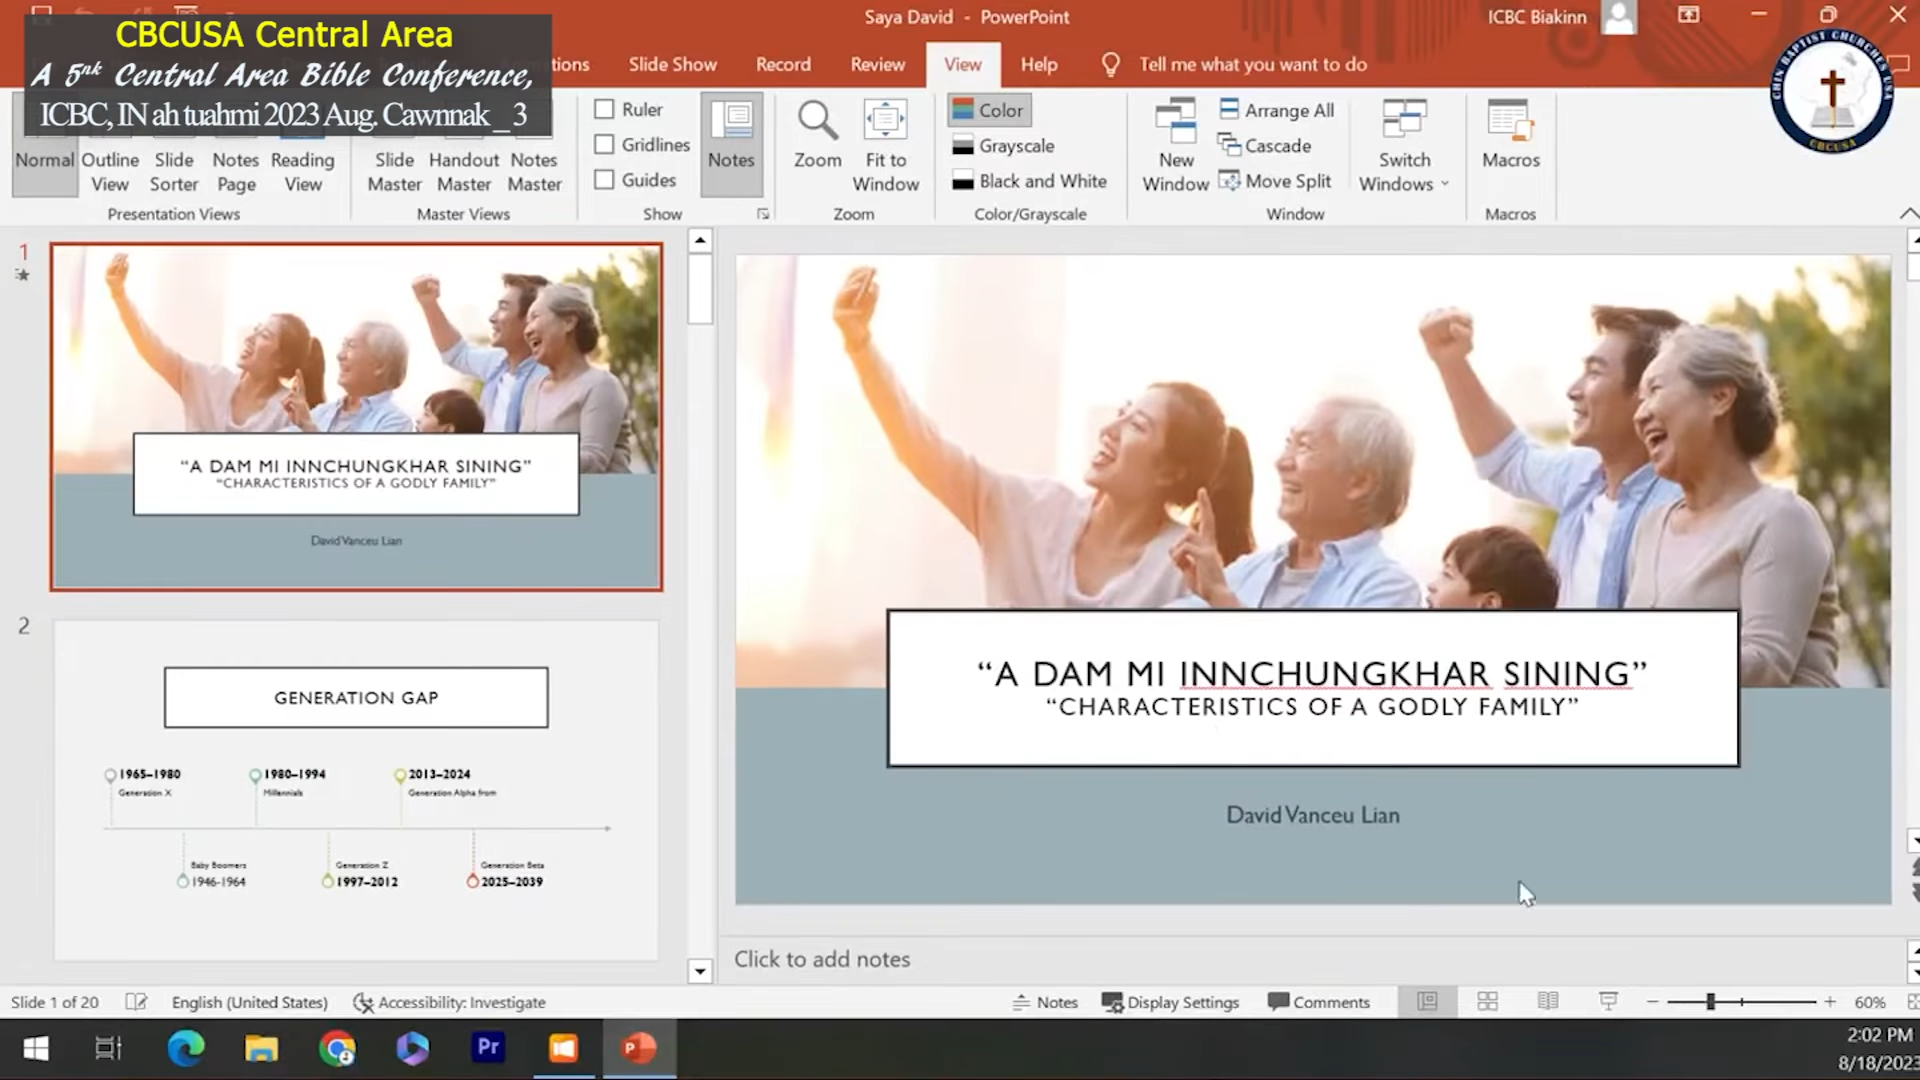 Saya David - PowerPoint
ICBC Biakinn
CBCUSA Central Area
A 5nk Central Area Bible Conference,
ICBC, IN ah tuahmi 2023 Aug. Cawnnak _3
Slide Show Record Review View Help Tell me what you want to do
CHIN BAPTIST CHURCHES USA
CBCUSA
Normal
Outline View
Slide Sorter
Notes Page
Reading View
Presentation Views
Slide Master
Handout Master
Notes Master
Master Views
Ruler
Gridlines
Guides
Notes
Show
Zoom
Fit to Window
Zoom
Color
Grayscale
Black and White
Color/Grayscale
New Window
Arrange All
Cascade
Move Split
Switch Windows
Window
Macros
Macros
1
“A DAM MI INNCHUNGKHAR SINING”
“CHARACTERISTICS OF A GODLY FAMILY”
David Vanceu Lian
2
GENERATION GAP
1965–1980
Generation X
1980–1994
Millennials
2013–2024
Generation Alpha from
Baby Boomers
1946-1964
Generation Z
1997–2012
Generation Beta
2025–2039
“A DAM MI INNCHUNGKHAR SINING”
“CHARACTERISTICS OF A GODLY FAMILY”
David Vanceu Lian
Click to add notes
Slide 1 of 20 English (United States) Accessibility: Investigate Notes Display Settings Comments 60%
Pr
P
2:02 PM
8/18/2023